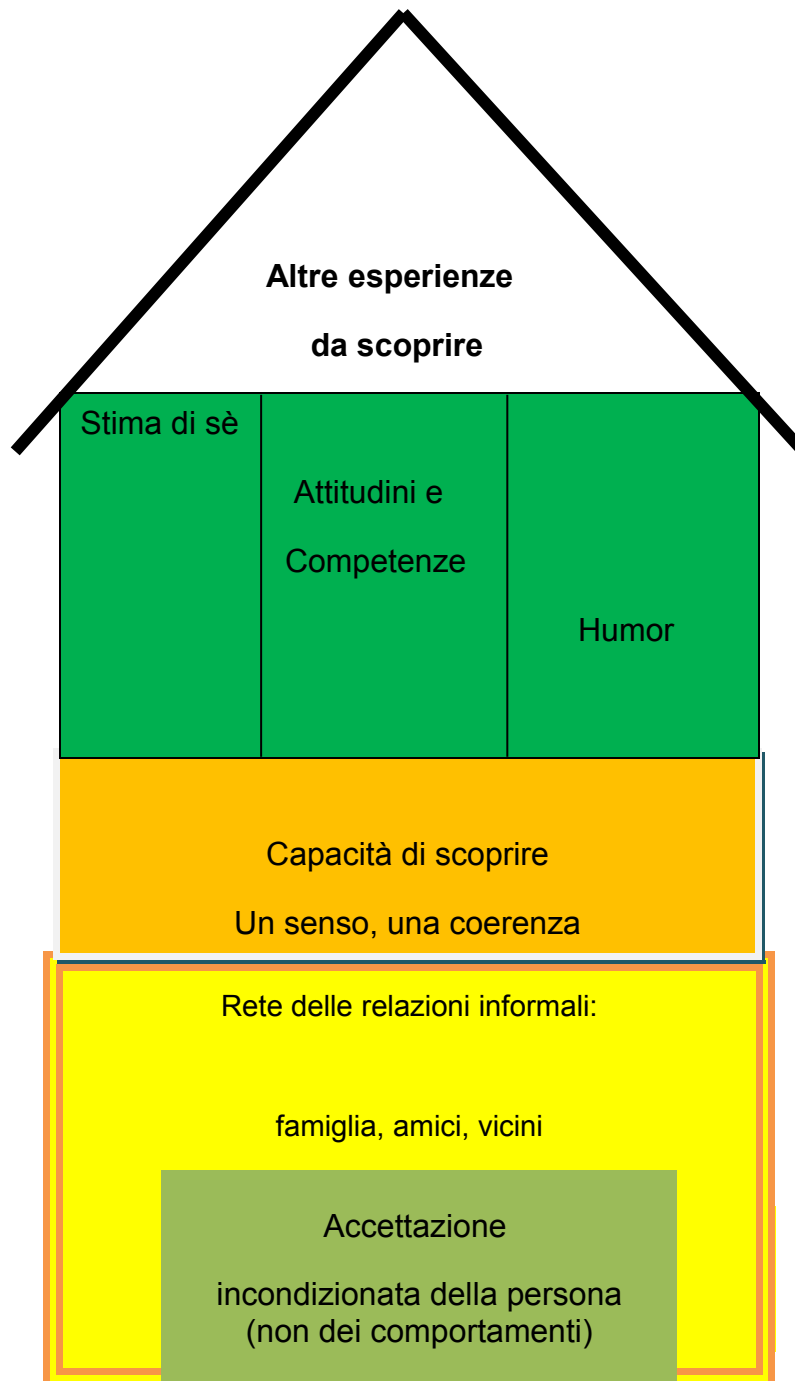 Altre esperienze
da scoprire
Stima di sè
Attitudini e
Competenze
Humor
Capacità di scoprire
Un senso, una coerenza
Rete delle relazioni informali:
famiglia, amici, vicini
Accettazione
incondizionata della persona
(non dei comportamenti)